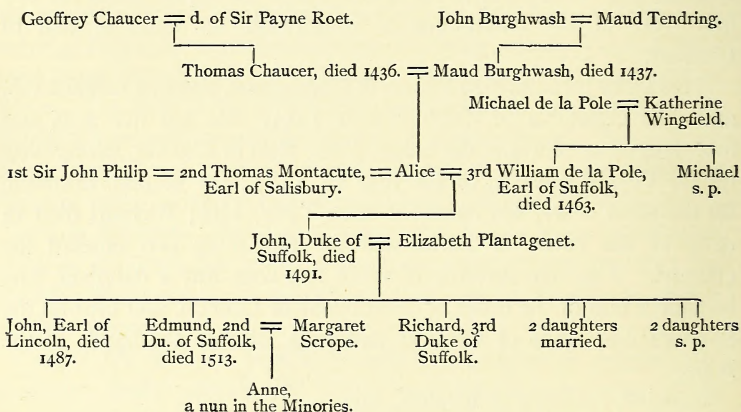 Geoffrey Chaucer = d. of Sir Payne Roet. John Burghwash = Maud Tendring.
Thomas Chaucer, died 1436. = Maud Burghwash, died 1437.
Michael de la Pole = Katherine
Wingfield.
1st Sir John Philip = 2nd Thomas Montacute, = Alice = 3rd William de la Pole, Michael
Earl of Salisbury. Earl of Suffolk, s. p.
died 1463.
John, Duke of = Elizabeth Plantagenet.
Suffolk, died
1491.
John, Earl of Edmund, 2nd = Margaret Richard, 3rd 2 daughters 2 daughters
Lincoln, died Du. of Suffolk, Scrope. Duke of married. s. p.
1487. died 1513. Suffolk.
Anne,
a nun in the Minories.